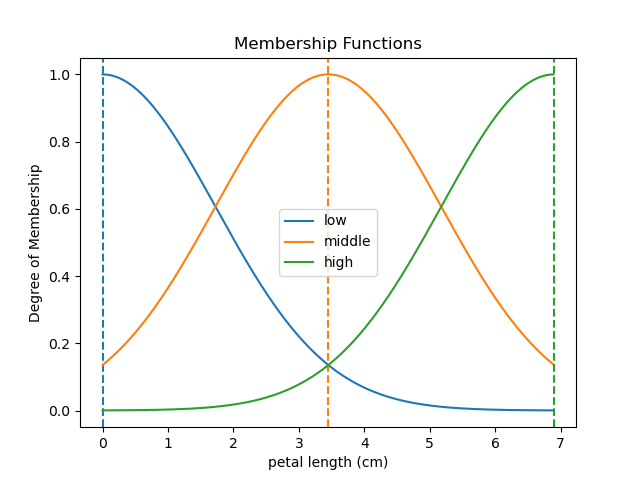 Membership Functions
Degree of Membership
1.0
0.8
0.6
0.4
0.2
0.0
low
middle
high
0 1 2 3 4 5 6 7
petal length (cm)